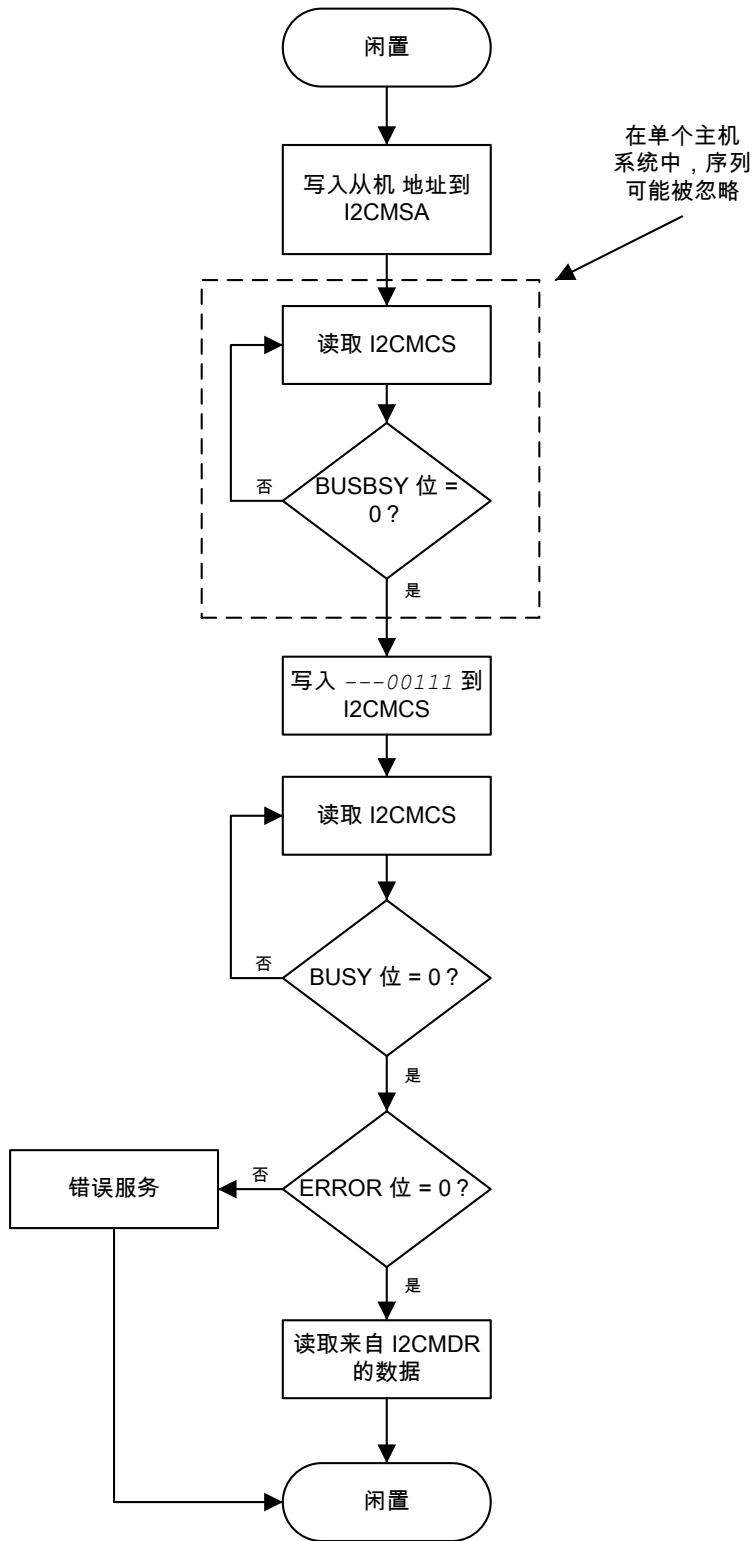 闲置
在单个主机
系统中，序列
可能被忽略
写入从机 地址到
I2CMSA
读取 I2CMCS
否
BUSBSY 位 =
0？
是
写入 ---00111 到
I2CMCS
读取 I2CMCS
否
BUSY 位 = 0？
是
错误服务
否
ERROR 位 = 0？
是
读取来自 I2CMDR
的数据
闲置